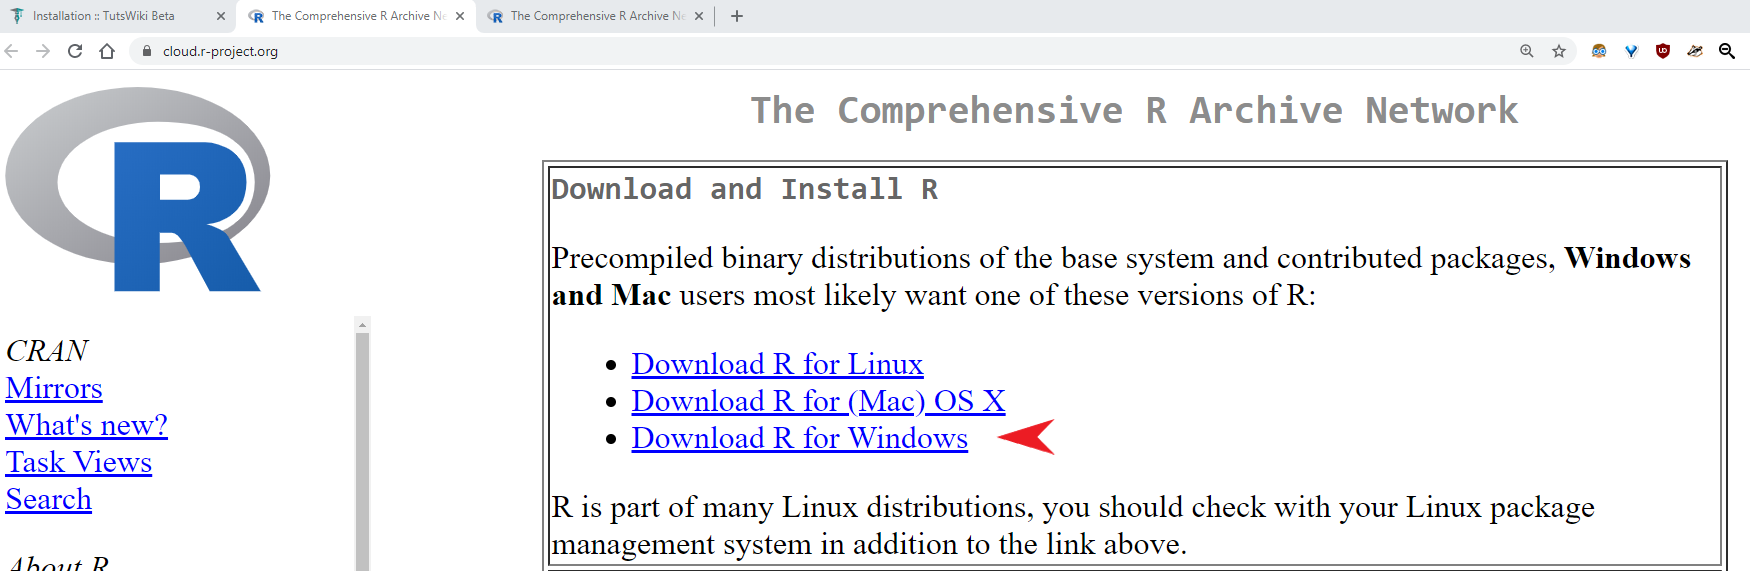 Installation :: TutsWiki Beta
The Comprehensive R Archive Ne
The Comprehensive R Archive Ne
cloud.r-project.org
R
The Comprehensive R Archive Network
Download and Install R
Precompiled binary distributions of the base system and contributed packages, Windows
and Mac users most likely want one of these versions of R:
Download R for Linux
Download R for (Mac) OS X
Download R for Windows
R is part of many Linux distributions, you should check with your Linux package
management system in addition to the link above.
CRAN
Mirrors
What's new?
Task Views
Search
About R